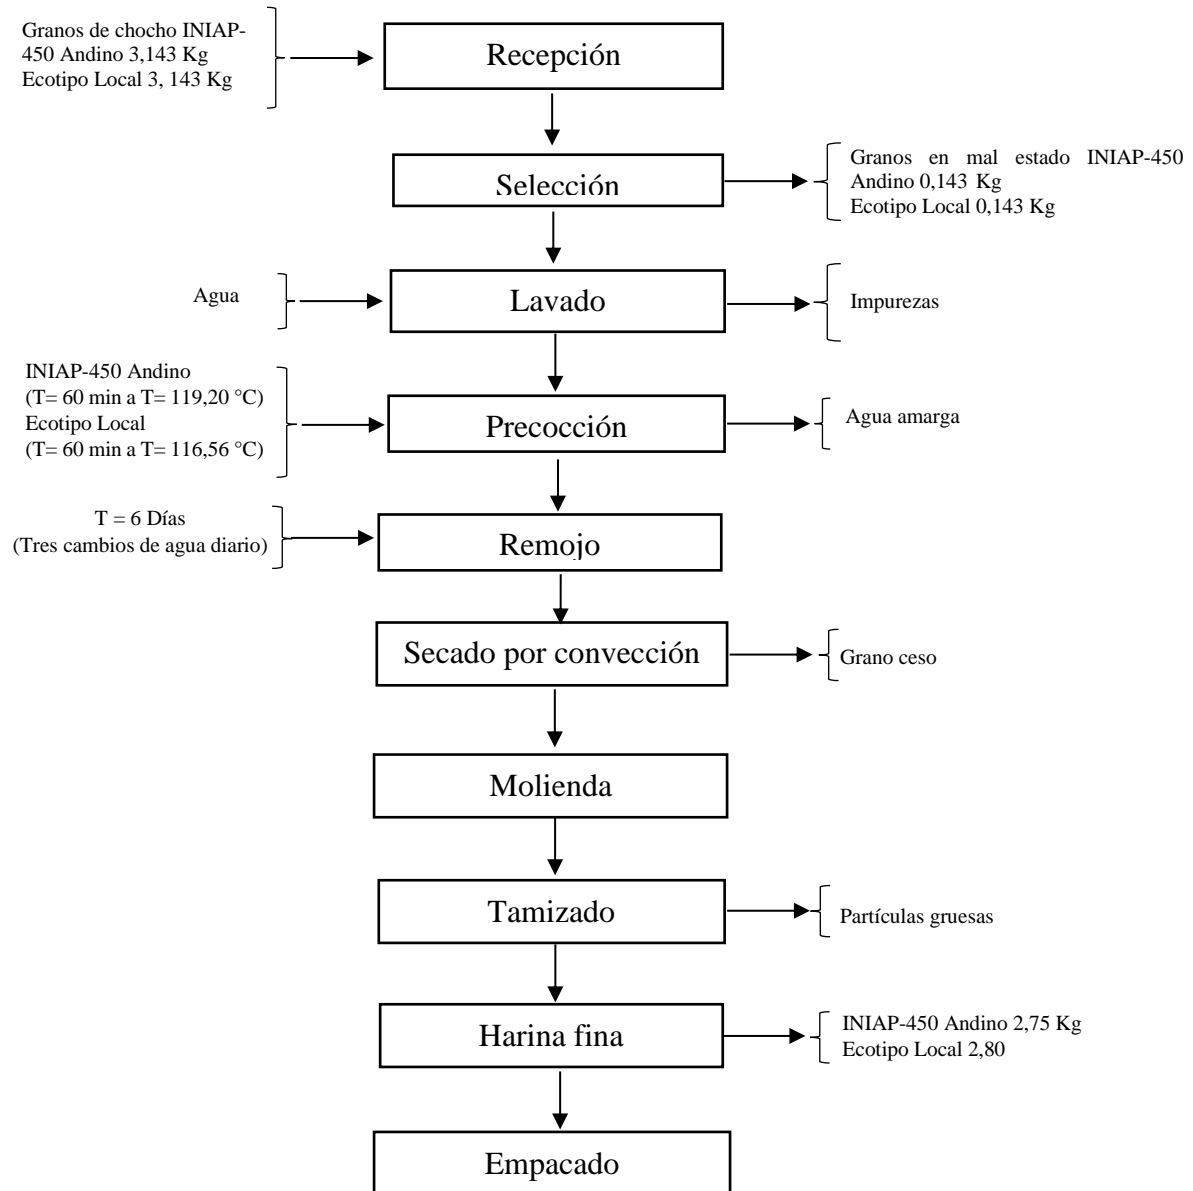 Granos de chocho INIAP-
450 Andino 3,143 Kg
Ecotipo Local 3, 143 Kg
Recepción
Selección
Granos en mal estado INIAP-450
Andino 0,143 Kg
Ecotipo Local 0,143 Kg
Agua
Lavado
Impurezas
INIAP-450 Andino
(T= 60 min a T= 119,20 °C)
Ecotipo Local
(T= 60 min a T= 116,56 °C)
Precocción
Agua amarga
T = 6 Días
(Tres cambios de agua diario)
Remojo
Secado por convección
Grano ceso
Molienda
Tamizado
Partículas gruesas
Harina fina
INIAP-450 Andino 2,75 Kg
Ecotipo Local 2,80
Empacado